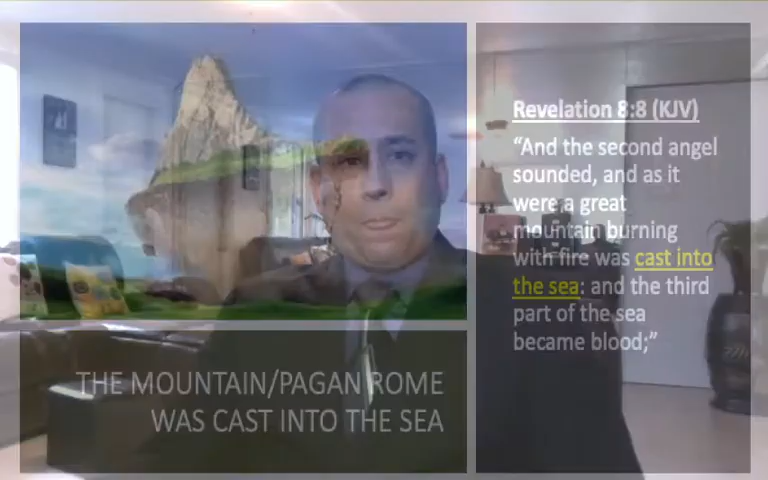 Revelation 8:8 (KJV)
“And the second angel
sounded, and as it
were a great
mountain burning
with fire was cast into
the sea: and the third
part of the sea
became blood;”
THE MOUNTAIN/PAGAN ROME
WAS CAST INTO THE SEA